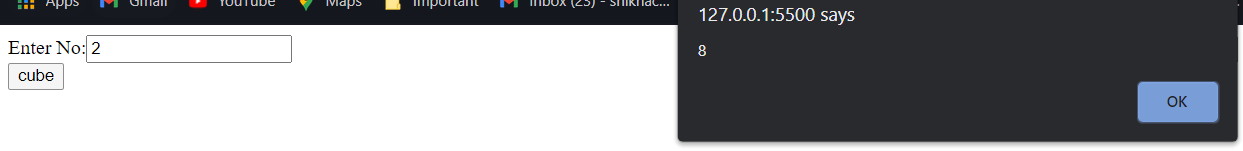 Apps Gmail YouTube Maps Important Inbox (23) - shikhac...
127.0.0.1:5500 says
Enter No: 2
8
cube
OK